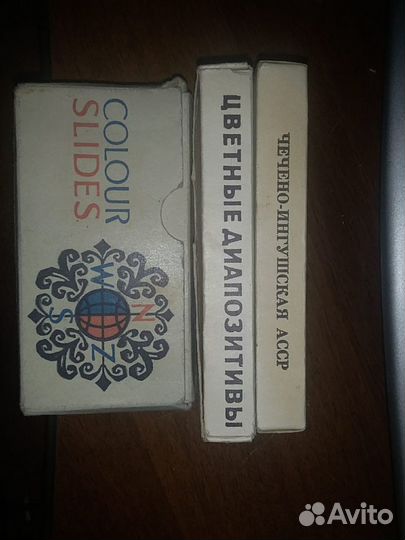 COLOUR
SLIDES
W
N
S
Z
ЦВЕТНЫЕ ДИАПОЗИТИВЫ
ЧЕЧЕНО-ИНГУШСКАЯ АССР
Avito